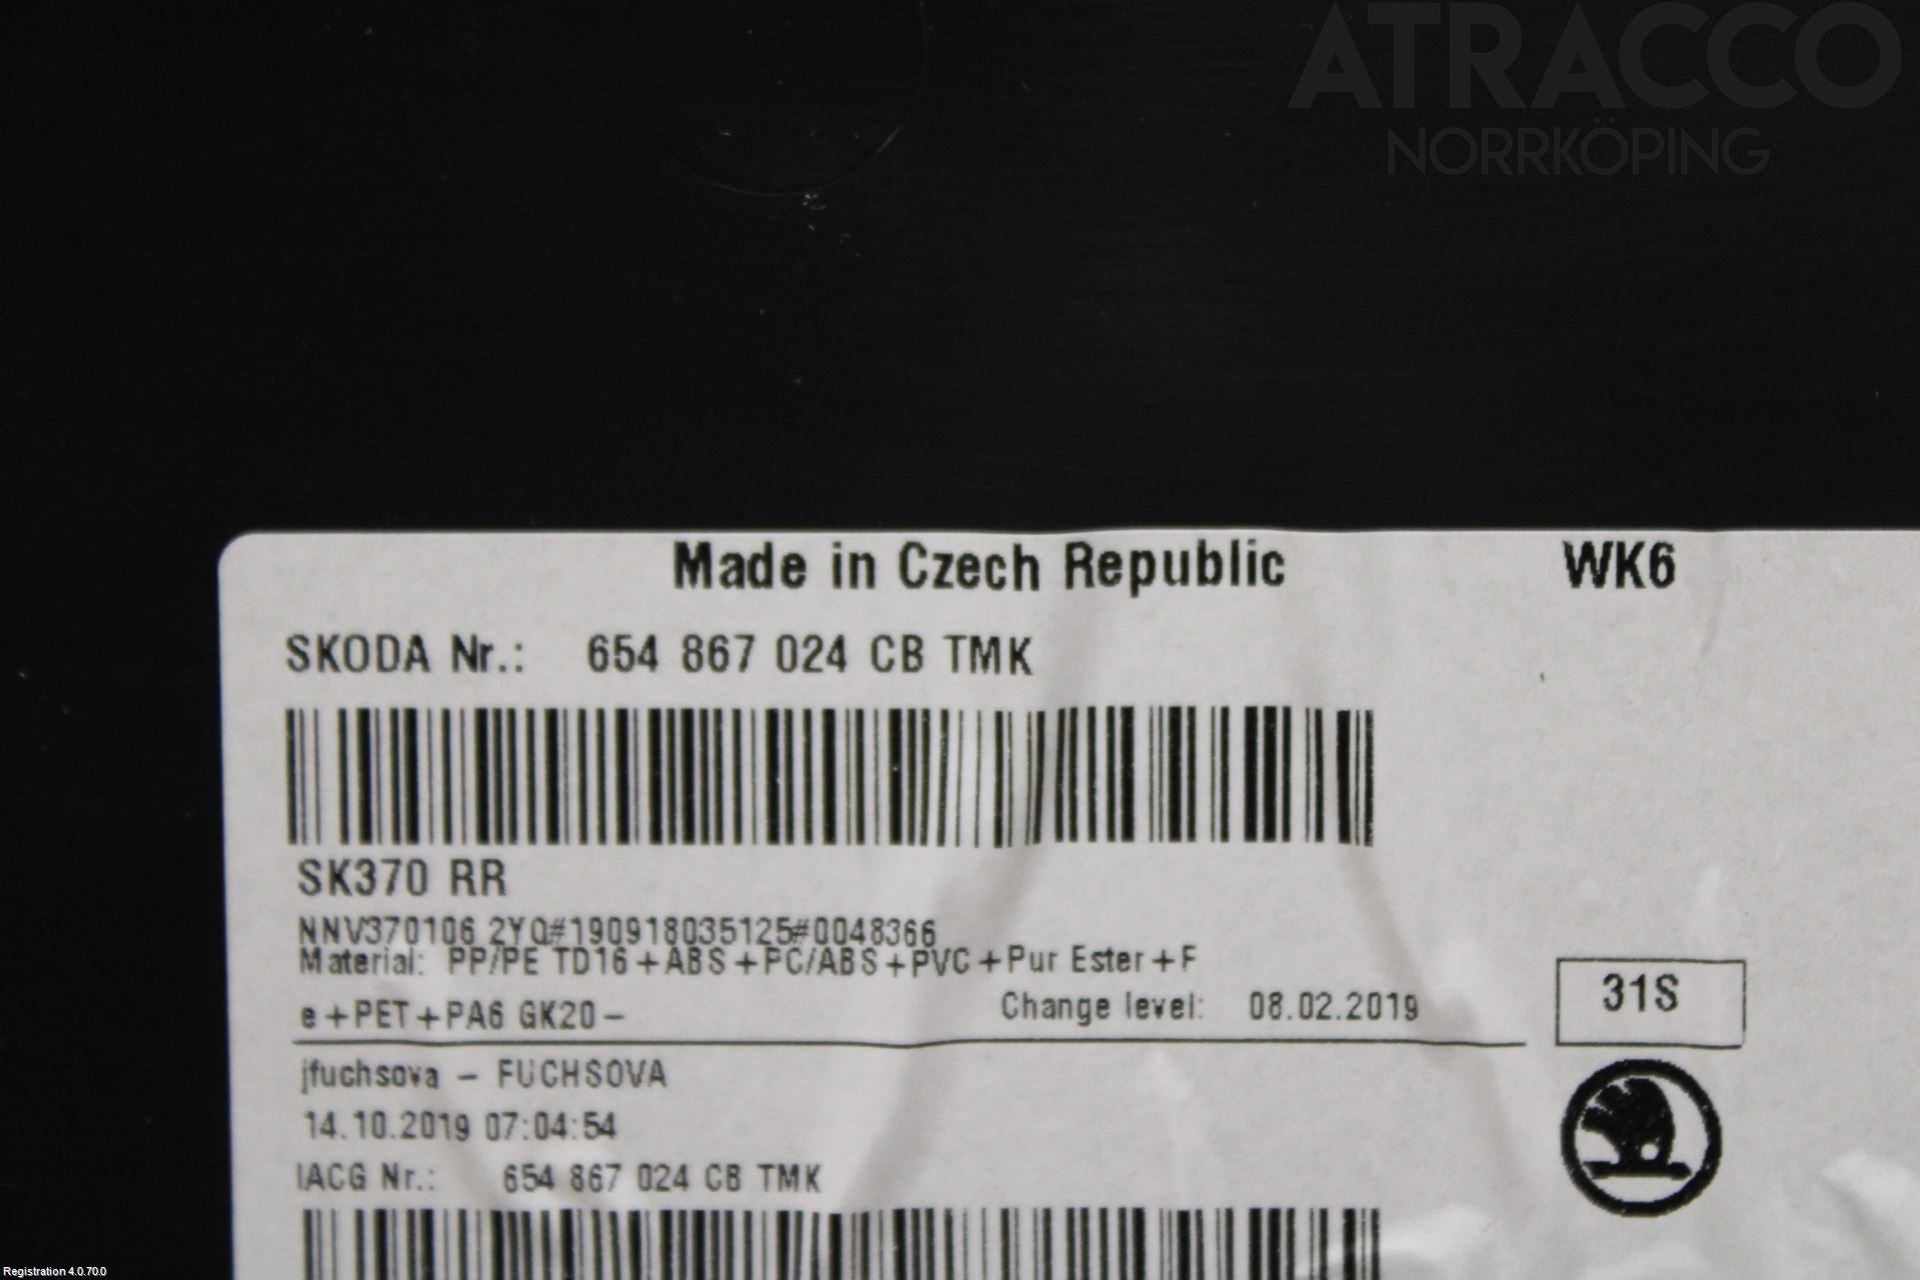 ATRACCO
NORRKÖPING
Made in Czech Republic WK6
SKODA Nr.: 654 867 024 CB TMK
SK370 RR
NNV370106 2YQ#190918035125#0048366
Material: PP/PE TD16+ABS+PC/ABS+PVC+Pur Ester+F
e+PET+PA6 GK20- Change level: 08.02.2019
31S
jfuchsova - FUCHSOVA
14.10.2019 07:04:54
IACG Nr.: 654 867 024 CB TMK
Registration 4.0.70.0